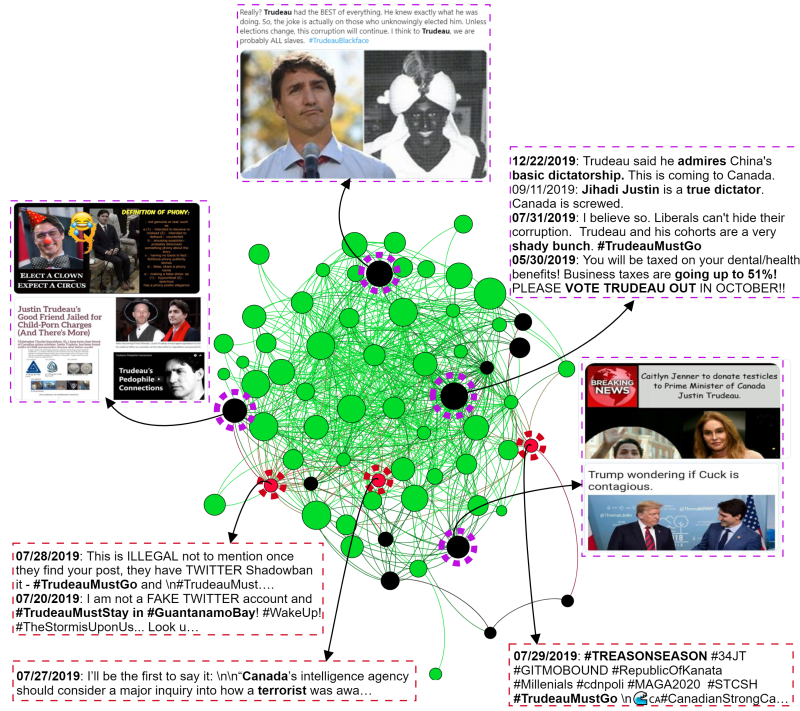 Really? Trudeau had the BEST of everything. He knew exactly what he was
doing. So, the joke is actually on those who unknowingly elected him. Unless
elections change, this corruption will continue. I think to Trudeau, we are
probably ALL slaves. #TrudeauBlackface
12/22/2019: Trudeau said he admires China's
basic dictatorship. This is coming to Canada.
09/11/2019: Jihadi Justin is a true dictator.
Canada is screwed.
07/31/2019: I believe so. Liberals can't hide their
corruption. Trudeau and his cohorts are a very
shady bunch. #TrudeauMustGo
05/30/2019: You will be taxed on your dental/health
benefits! Business taxes are going up to 51%!
PLEASE VOTE TRUDEAU OUT IN OCTOBER!!
DEFINITION OF PHONY:
ELECT A CLOWN
EXPECT A CIRCUS
Justin Trudeau's
Good Friend Jailed for
Child-Porn Charges
(And There's More)
Trudeau's
Pedophile
Connections
BREAKING
NEWS
Caitlyn Jenner to donate testicles
to Prime Minister of Canada
Justin Trudeau.
Trump wondering if Cuck is
contagious.
07/28/2019: This is ILLEGAL not to mention once
they find your post, they have TWITTER Shadowban
it - #TrudeauMustGo and \n#TrudeauMust….
07/20/2019: I am not a FAKE TWITTER account and
#TrudeauMustStay in #GuantanamoBay! #WakeUp!
#TheStormisUponUs... Look u…
07/27/2019: I'll be the first to say it: \n\n"Canada's intelligence agency
should consider a major inquiry into how a terrorist was awa…
07/29/2019: #TREASONSEASON #34JT
#GITMOBOUND #RepublicOfKanata
#Millenials #cdnpoli #MAGA2020 #STCSH
#TrudeauMustGo \n CA#CanadianStrongCa…